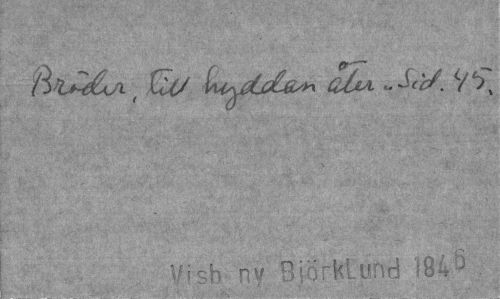 Bröder, till hyddan åter. Sid. 45.
Visb ny Björklund 1846